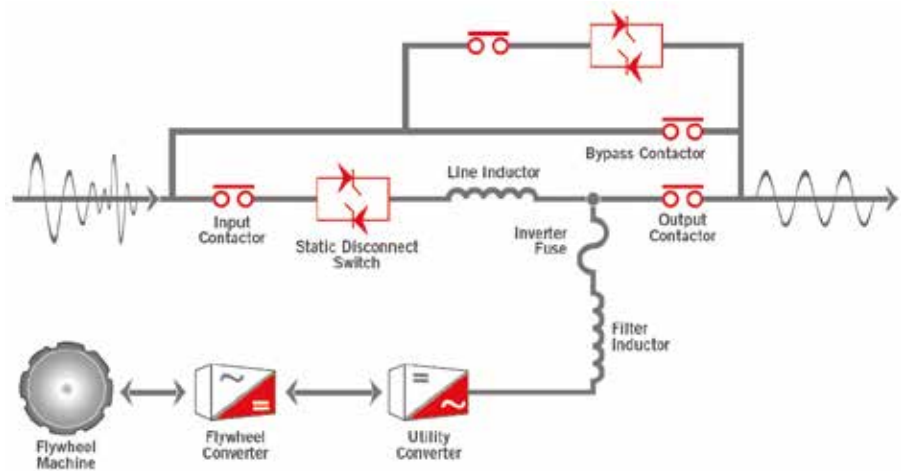 Bypass Contactor
Line Inductor
Input
Contactor
Static Disconnect
Switch
Inverter
Fuse
Output
Contactor
Filter
Inductor
Flywheel
Machine
Flywheel
Converter
Utility
Converter